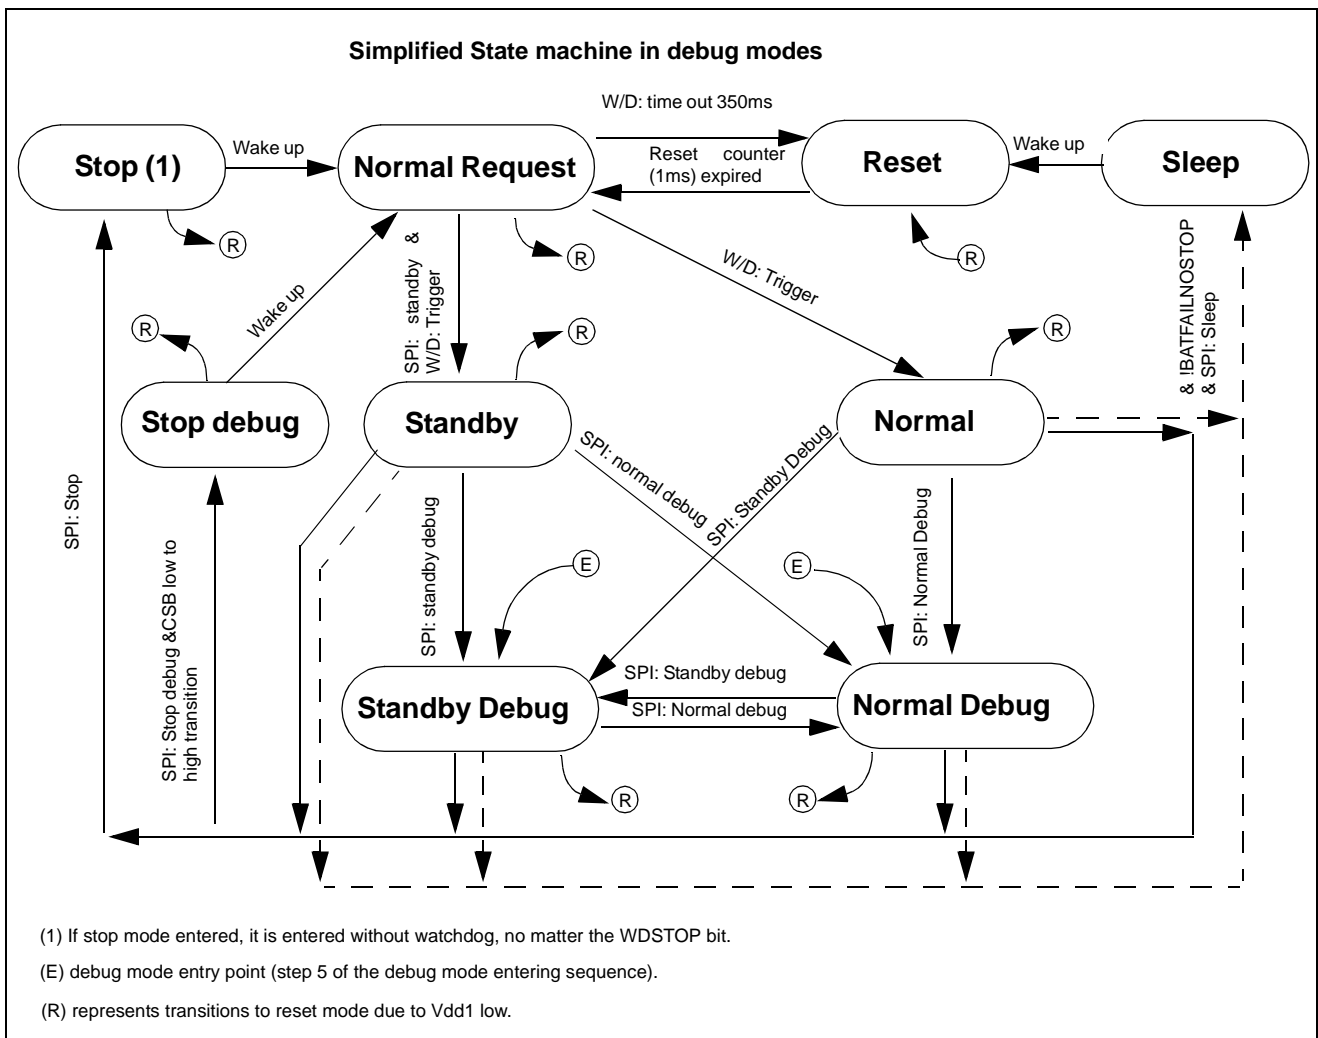 Simplified State machine in debug modes
W/D: time out 350ms
Stop (1)
Wake up
Normal Request
Reset counter
(1ms) expired
Reset
Wake up
Sleep
R
R
R
SPI: standby &
W/D: Trigger
W/D: Trigger
& !BATFAILNOSTOP
& SPI: Sleep
Wake up
R
R
R
Stop debug
Standby
Normal
SPI: Stop
SPI: Stop debug &CSB low to
high transition
SPI: standby debug
SPI: normal debug
SPI: Standby Debug
SPI: Normal Debug
E
E
Standby Debug
SPI: Standby debug
SPI: Normal debug
Normal Debug
R
R
(1) If stop mode entered, it is entered without watchdog, no matter the WDSTOP bit.
(E) debug mode entry point (step 5 of the debug mode entering sequence).
(R) represents transitions to reset mode due to Vdd1 low.